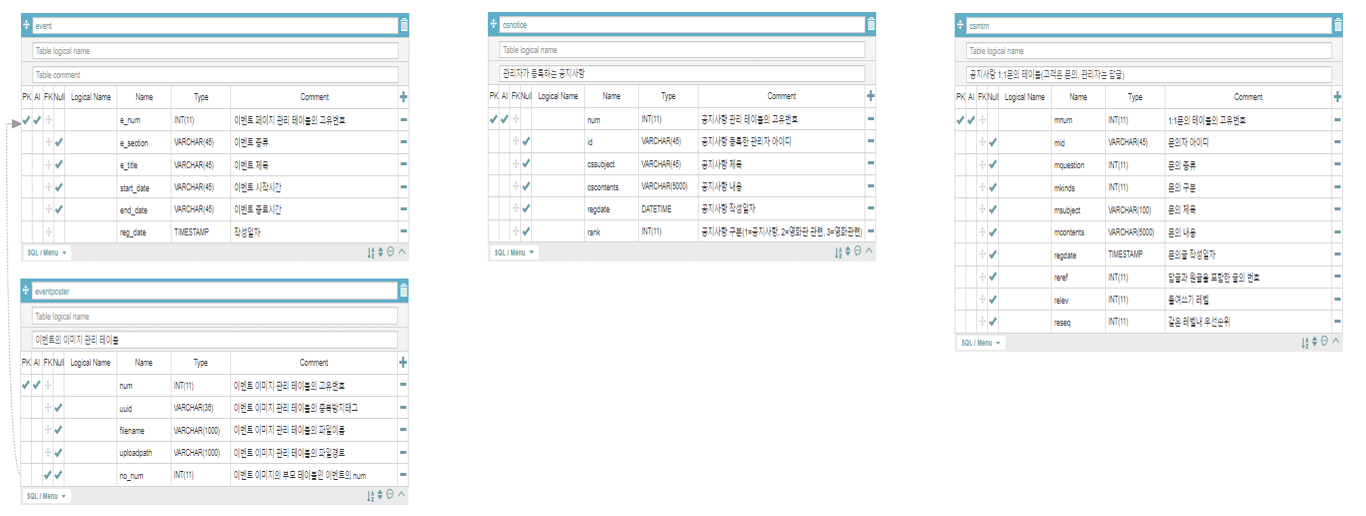 event
Table logical name
Table comment
PK AI FK Null Logical Name Name Type Comment
e_num INT(11) 이벤트 페이지 관리 테이블의 고유번호
e_section VARCHAR(45) 이벤트 종류
e_title VARCHAR(45) 이벤트 제목
start_date VARCHAR(45) 이벤트 시작시간
end_date VARCHAR(45) 이벤트 종료시간
reg_date TIMESTAMP 작성일자
SQL / Menu
eventposter
Table logical name
이벤트의 이미지 관리 테이블
PK AI FK Null Logical Name Name Type Comment
num INT(11) 이벤트 이미지 관리 테이블의 고유번호
uuid VARCHAR(36) 이벤트 이미지 관리 테이블의 중복방지태그
filename VARCHAR(1000) 이벤트 이미지 관리 테이블의 파일이름
uploadpath VARCHAR(1000) 이벤트 이미지 관리 테이블의 파일경로
no_num INT(11) 이벤트 이미지의 부모 테이블인 이벤트의 num
SQL / Menu
csnotice
Table logical name
관리자가 등록하는 공지사항
PK AI FK Null Logical Name Name Type Comment
num INT(11) 공지사항 관리 테이블의 고유번호
id VARCHAR(45) 공지사항 등록한 관리자 아이디
cssubject VARCHAR(45) 공지사항 제목
cscontents VARCHAR(5000) 공지사항 내용
regdate DATETIME 공지사항 작성일자
rank INT(11) 공지사항 구분(1=공지사항, 2=영화관 관련, 3=영화관련)
SQL / Menu
csmtm
Table logical name
공지사항 1:1문의 테이블(고객은 문의, 관리자는 답글)
PK AI FK Null Logical Name Name Type Comment
mnum INT(11) 1:1문의 테이블의 고유번호
mid VARCHAR(45) 문의자 아이디
mquestion INT(11) 문의 종류
mkinds INT(11) 문의 구분
msubject VARCHAR(100) 문의 제목
mcontents VARCHAR(5000) 문의 내용
regdate TIMESTAMP 문의글 작성일자
reref INT(11) 답글과 원글을 포함한 글의 번호
relev INT(11) 들여쓰기 레벨
reseq INT(11) 같은 레벨내 우선순위
SQL / Menu